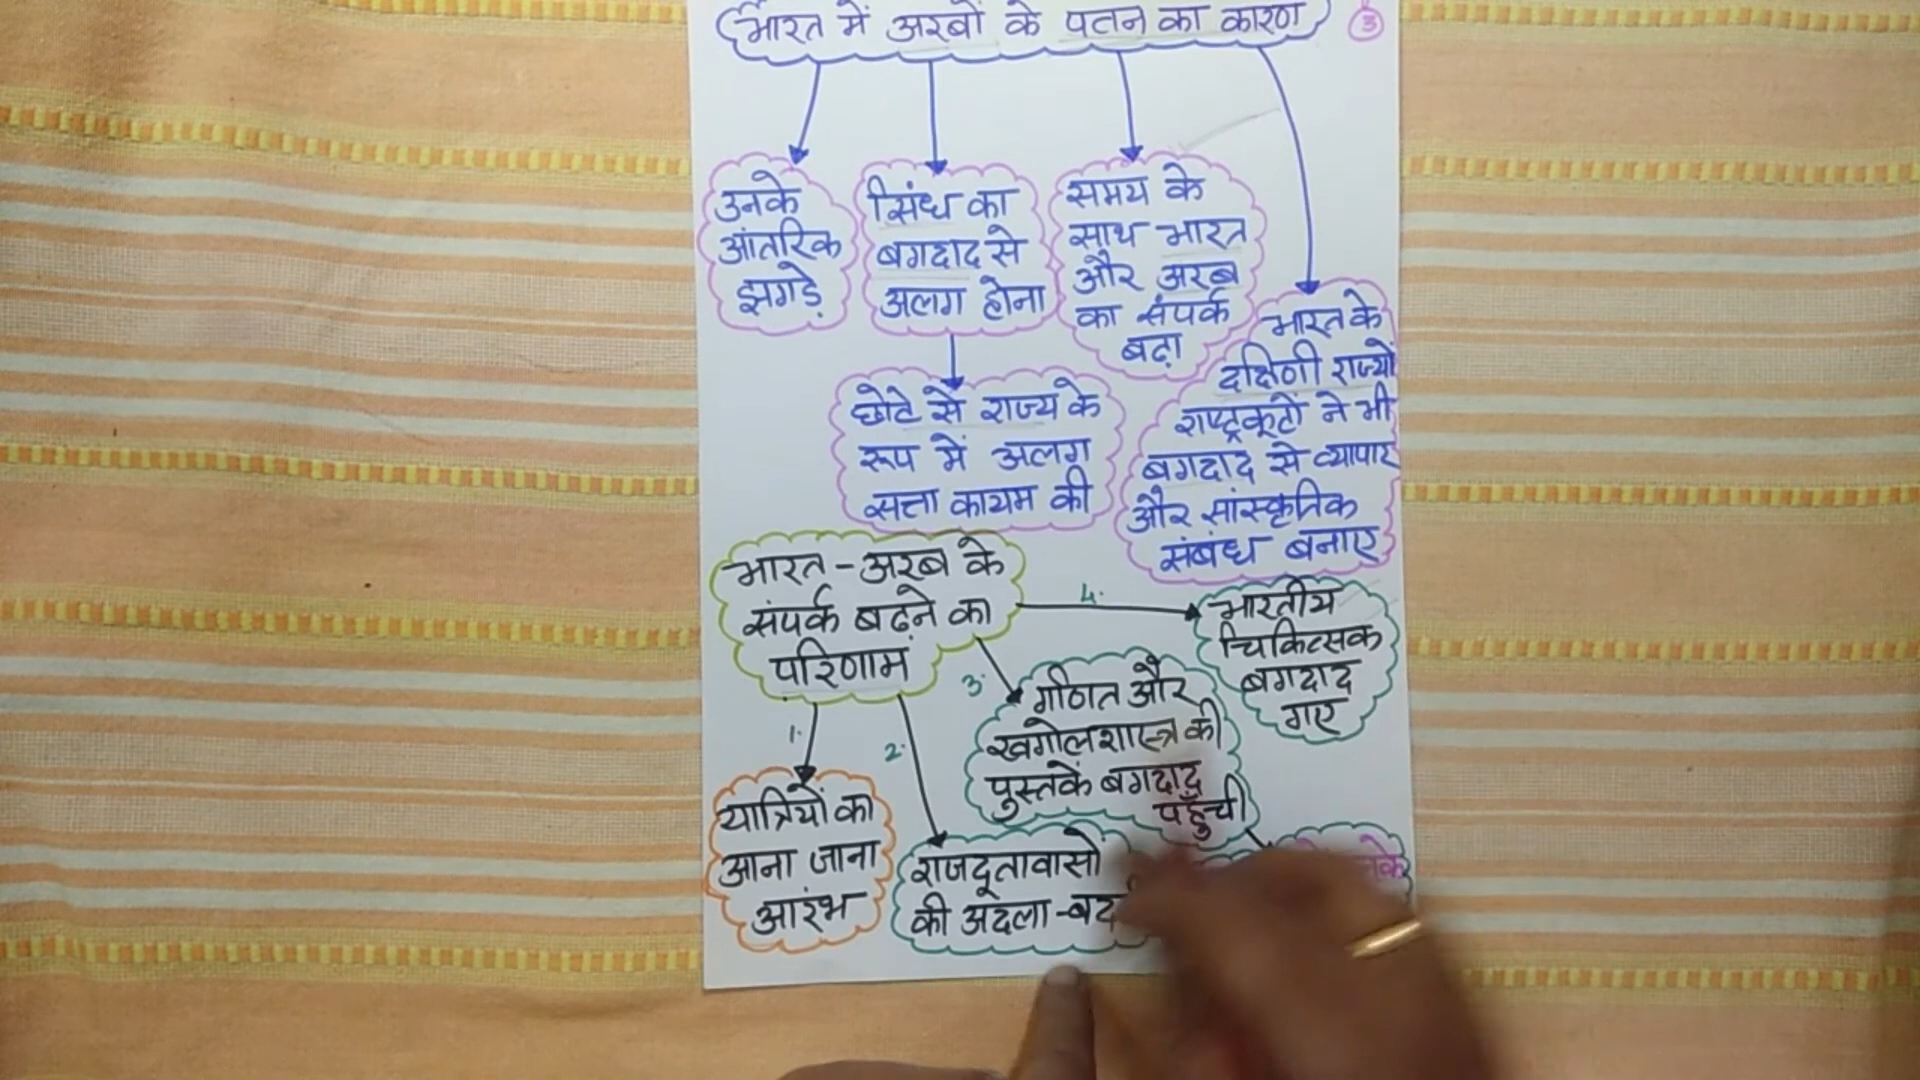 भारत में अरबों के पतन का कारण
3
उनके
आंतरिक
झगड़े
सिंध का
बगदाद से
अलग होना
समय के
साथ भारत
और अरब
का संपर्क
बढ़ा
भारत के
दक्षिणी राज्यों
राष्ट्रकूटों ने भी
बगदाद से व्यापार
और सांस्कृतिक
संबंध बनाए
छोटे से राज्य के
रूप में अलग
सत्ता कायम की
भारत-अरब के
संपर्क बढ़ने का
परिणाम
1.
यात्रियों का
आना जाना
आरंभ
2.
राजदूतावासों
की अदला-बद
3.
गणित और
खगोलशास्त्र की
पुस्तकें बगदाद
पहुँची
4.
भारतीय
चिकित्सक
बगदाद
गए